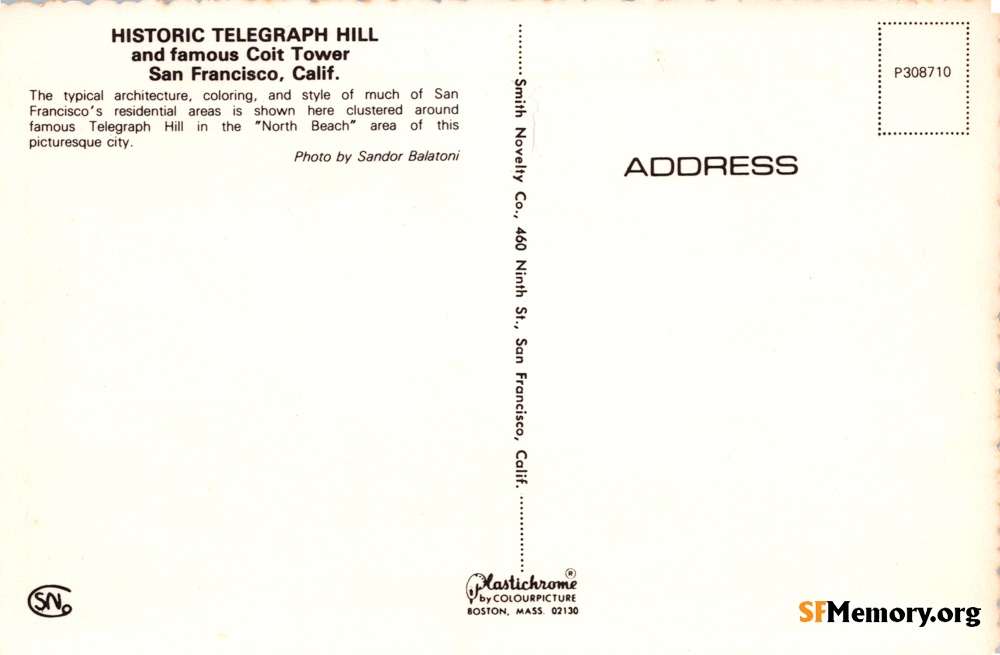 HISTORIC TELEGRAPH HILL
and famous Coit Tower
San Francisco, Calif.
The typical architecture, coloring, and style of much of San
Francisco's residential areas is shown here clustered around
famous Telegraph Hill in the "North Beach" area of this
picturesque city.
Photo by Sandor Balatoni
Smith Novelty Co., 460 Ninth St., San Francisco, Calif.
P308710
ADDRESS
SN.
Plastichrome®
by COLOURPICTURE
BOSTON, MASS. 02130
SFMemory.org